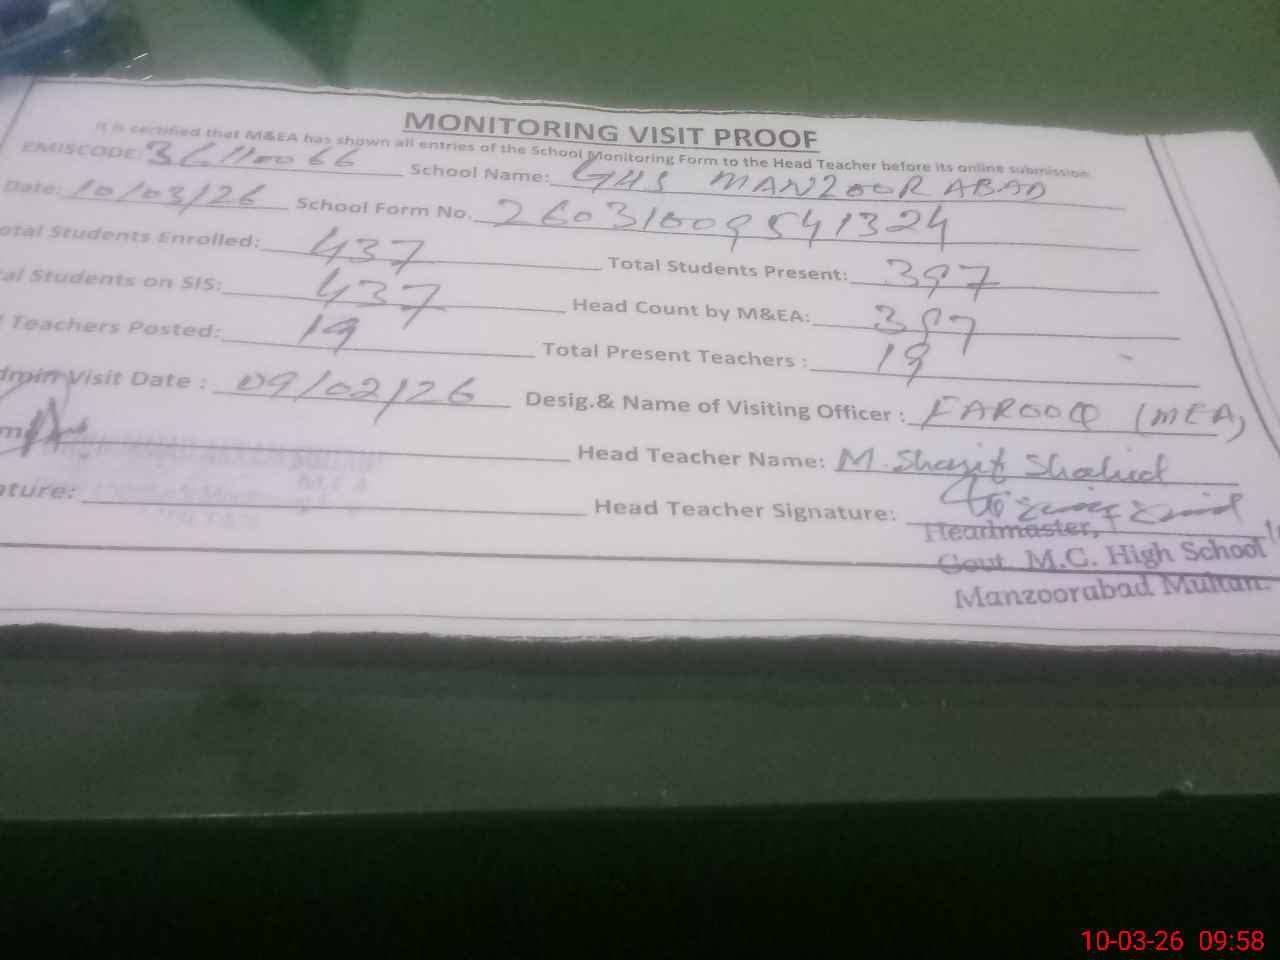 MONITORING VISIT PROOF
It is certified that M&EA has shown all entries of the School Monitoring Form to the Head Teacher before its online submission.
EMISCODE: 36110066 School Name: GHS MANZOOR ABAD
Date: 10/03/26 School Form No. 26031009541324
otal Students Enrolled: 437 Total Students Present: 397
al Students on SIS: 437 Head Count by M&EA: 397
Teachers Posted: 19 Total Present Teachers : 19
dmin Visit Date : 09/02/26 Desig.& Name of Visiting Officer : FAROOQ (MEA)
Head Teacher Name: M. Sharif Shahid
ature: Head Teacher Signature:
Headmaster,
Govt. M.C. High School
Manzoorabad Multan.
10-03-26 09:58